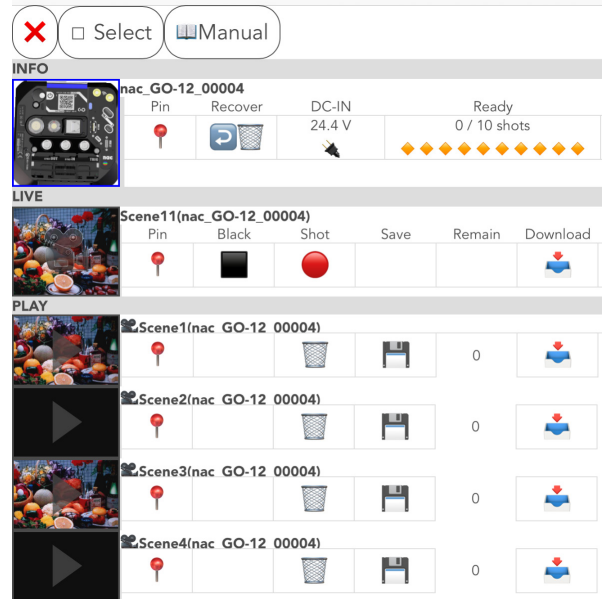 Select Manual
INFO
nac_GO-12_00004
Pin Recover DC-IN Ready
24.4 V 0 / 10 shots
LIVE
Scene11(nac_GO-12_00004)
Pin Black Shot Save Remain Download
PLAY
Scene1(nac_GO-12_00004)
0
Scene2(nac_GO-12_00004)
0
Scene3(nac_GO-12_00004)
0
Scene4(nac_GO-12_00004)
0